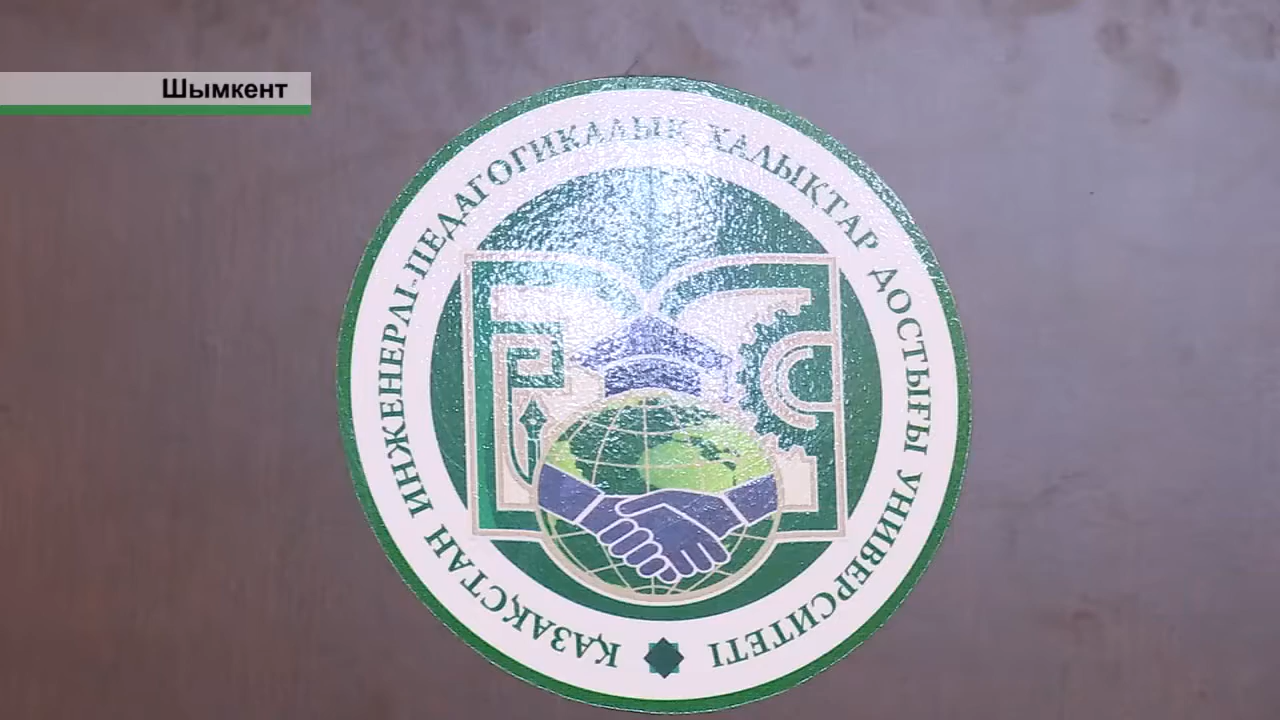 Шымкент
ҚАЗАҚСТАН ИНЖЕНЕРЛІ-ПЕДАГОГИКАЛЫҚ ХАЛЫҚТАР ДОСТЫҒЫ УНИВЕРСИТЕТІ